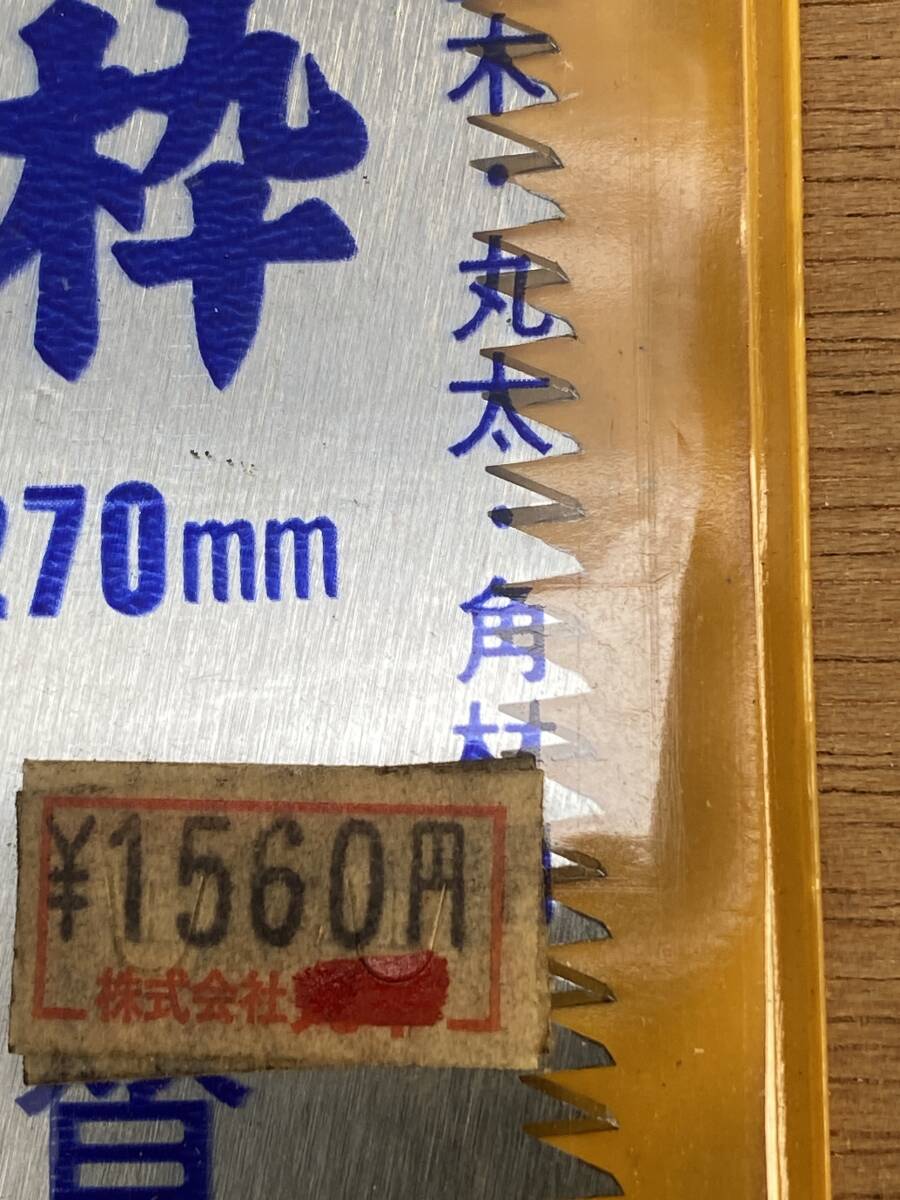 枠
270mm
木・丸太・角材
¥1560円
株式会社